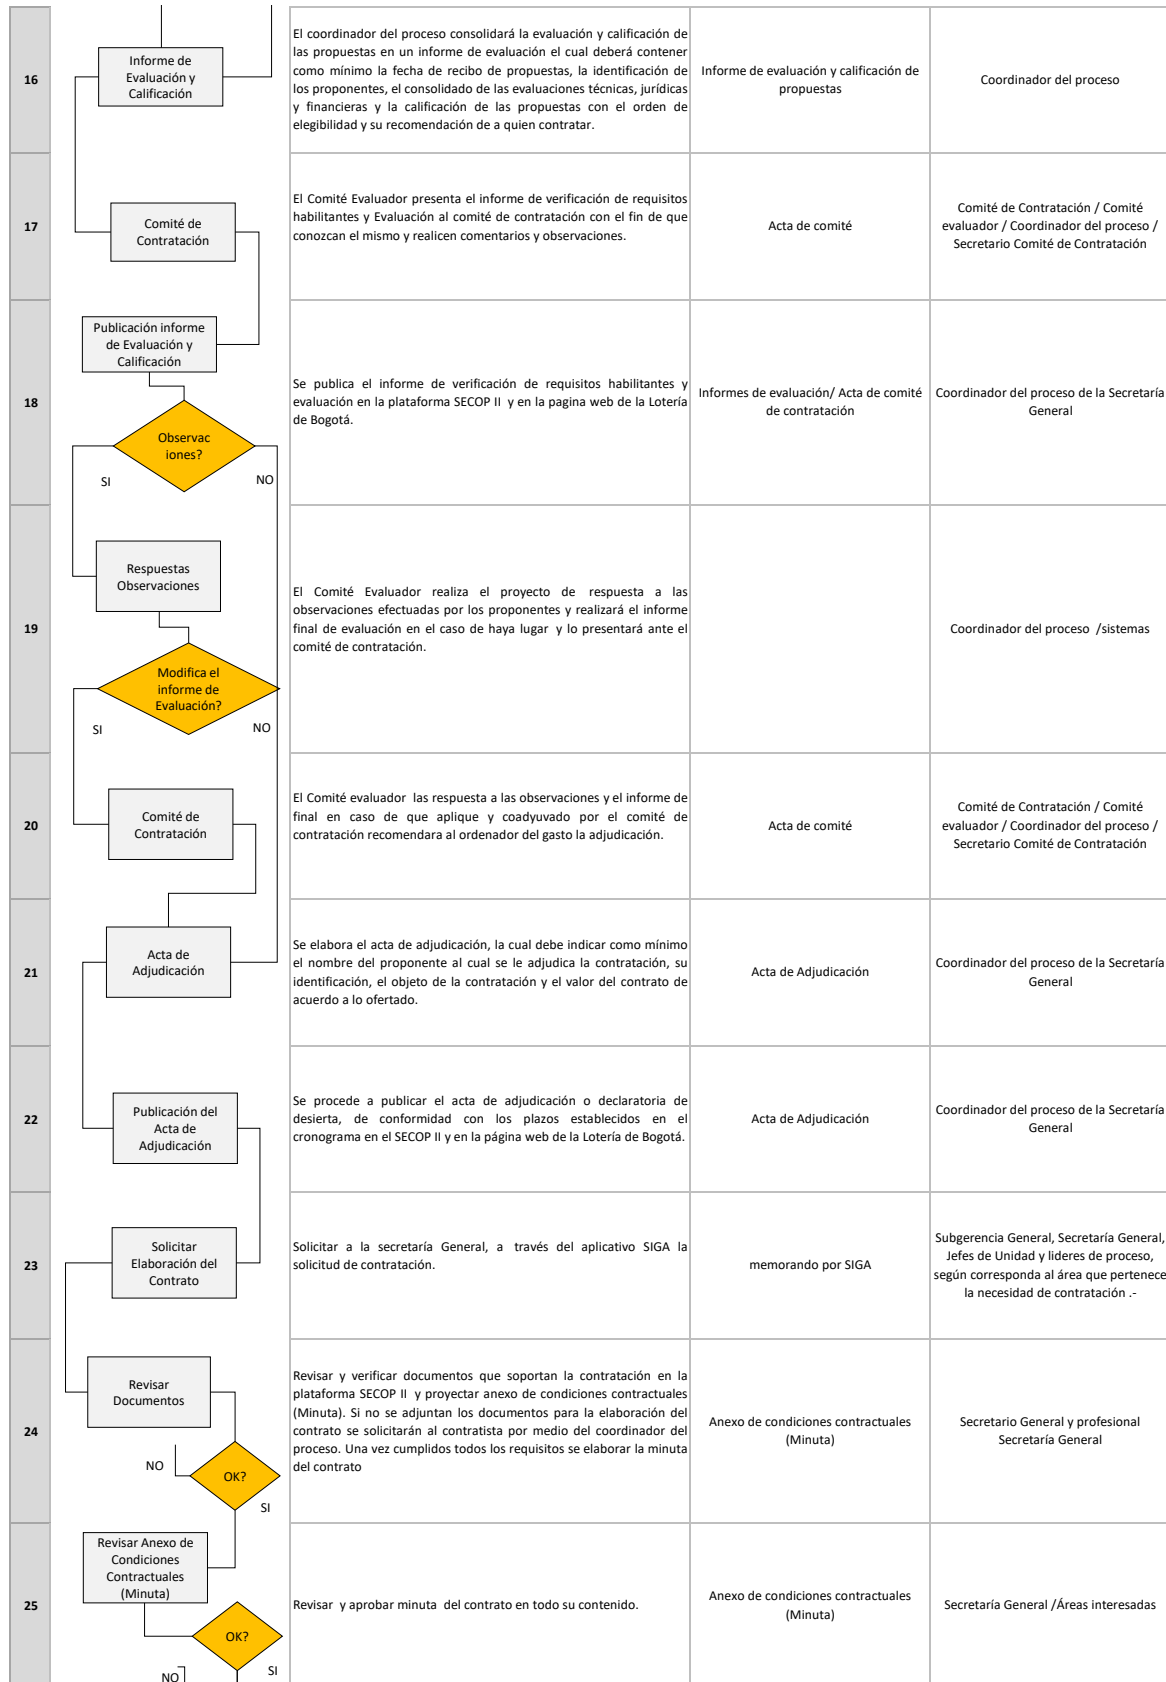 16
Informe de
Evaluación y
Calificación
El coordinador del proceso consolidará la evaluación y calificación de
las propuestas en un informe de evaluación el cual deberá contener
como mínimo la fecha de recibo de propuestas, la identificación de
los proponentes, el consolidado de las evaluaciones técnicas, jurídicas
y financieras y la calificación de las propuestas con el orden de
elegibilidad y su recomendación de a quien contratar.
Informe de evaluación y calificación de
propuestas
Coordinador del proceso
17
Comité de
Contratación
El Comité Evaluador presenta el informe de verificación de requisitos
habilitantes y Evaluación al comité de contratación con el fin de que
conozcan el mismo y realicen comentarios y observaciones.
Acta de comité
Comité de Contratación / Comité
evaluador / Coordinador del proceso /
Secretario Comité de Contratación
18
Publicación informe
de Evaluación y
Calificación
Observac
iones?
SI
NO
Se publica el informe de verificación de requisitos habilitantes y
evaluación en la plataforma SECOP II y en la pagina web de la Lotería
de Bogotá.
Informes de evaluación/ Acta de comité
de contratación
Coordinador del proceso de la Secretaría
General
19
Respuestas
Observaciones
Modifica el
informe de
Evaluación?
SI
NO
El Comité Evaluador realiza el proyecto de respuesta a las
observaciones efectuadas por los proponentes y realizará el informe
final de evaluación en el caso de haya lugar y lo presentará ante el
comité de contratación.
Coordinador del proceso /sistemas
20
Comité de
Contratación
El Comité evaluador las respuesta a las observaciones y el informe de
final en caso de que aplique y coadyuvado por el comité de
contratación recomendara al ordenador del gasto la adjudicación.
Acta de comité
Comité de Contratación / Comité
evaluador / Coordinador del proceso /
Secretario Comité de Contratación
21
Acta de
Adjudicación
Se elabora el acta de adjudicación, la cual debe indicar como mínimo
el nombre del proponente al cual se le adjudica la contratación, su
identificación, el objeto de la contratación y el valor del contrato de
acuerdo a lo ofertado.
Acta de Adjudicación
Coordinador del proceso de la Secretaría
General
22
Publicación del
Acta de
Adjudicación
Se procede a publicar el acta de adjudicación o declaratoria de
desierta, de conformidad con los plazos establecidos en el
cronograma en el SECOP II y en la página web de la Lotería de Bogotá.
Acta de Adjudicación
Coordinador del proceso de la Secretaría
General
23
Solicitar
Elaboración del
Contrato
Solicitar a la secretaría General, a través del aplicativo SIGA la
solicitud de contratación.
memorando por SIGA
Subgerencia General, Secretaría General,
Jefes de Unidad y lideres de proceso,
según corresponda al área que pertenece
la necesidad de contratación .-
24
Revisar
Documentos
NO
OK?
SI
Revisar y verificar documentos que soportan la contratación en la
plataforma SECOP II y proyectar anexo de condiciones contractuales
(Minuta). Si no se adjuntan los documentos para la elaboración del
contrato se solicitarán al contratista por medio del coordinador del
proceso. Una vez cumplidos todos los requisitos se elaborar la minuta
del contrato
Anexo de condiciones contractuales
(Minuta)
Secretario General y profesional
Secretaría General
25
Revisar Anexo de
Condiciones
Contractuales
(Minuta)
OK?
NO
SI
Revisar y aprobar minuta del contrato en todo su contenido.
Anexo de condiciones contractuales
(Minuta)
Secretaría General /Áreas interesadas